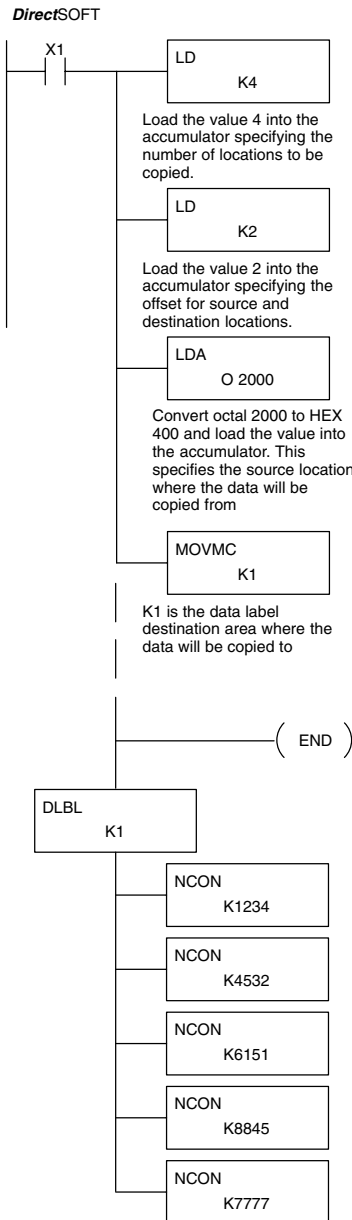 DirectSOFT
X1
LD
K4
Load the value 4 into the
accumulator specifying the
number of locations to be
copied.
LD
K2
Load the value 2 into the
accumulator specifying the
offset for source and
destination locations.
LDA
O 2000
Convert octal 2000 to HEX
400 and load the value into
the accumulator. This
specifies the source location
where the data will be
copied from
MOVMC
K1
K1 is the data label
destination area where the
data will be copied to
END
DLBL
K1
NCON
K1234
NCON
K4532
NCON
K6151
NCON
K8845
NCON
K7777